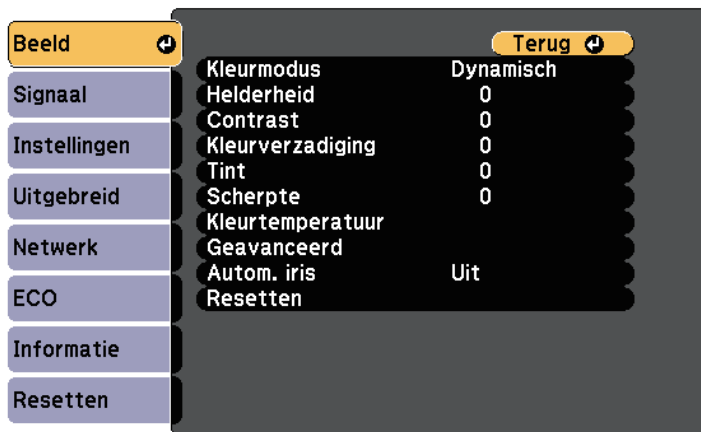 Beeld
Signaal
Instellingen
Uitgebreid
Netwerk
ECO
Informatie
Resetten
Terug
Kleurmodus Dynamisch
Helderheid 0
Contrast 0
Kleurverzadiging 0
Tint 0
Scherpte 0
Kleurtemperatuur
Geavanceerd
Autom. iris Uit
Resetten